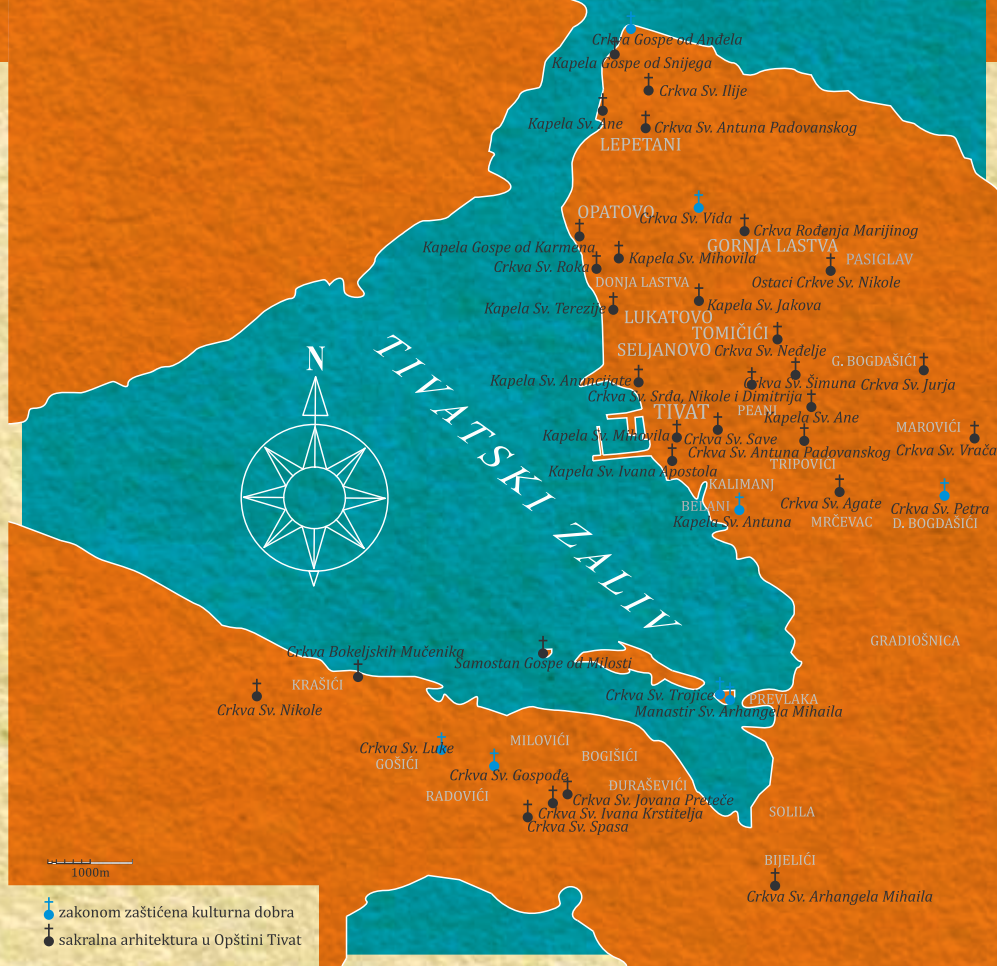 Crkva Gospe od Anđela
Kapela Gospe od Snijega
Crkva Sv. Ilije
Kapela Sv. Ane
Crkva Sv. Antuna Padovanskog
LEPETANI
OPATOVO
Crkva Sv. Vida
Crkva Rođenja Marijinog
Kapela Gospe od Karmena
GORNJA LASTVA
Kapela Sv. Mihovila
PASIGLAV
Crkva Sv. Roka
DONJA LASTVA
Ostaci Crkve Sv. Nikole
Kapela Sv. Terezije
Kapela Sv. Jakova
LUKATOVO
TOMIČIĆI
SELJANOVO
Crkva Sv. Neđelje
G. BOGDAŠIĆI
Kapela Sv. Anuncijate
Crkva Sv. Šimuna
Crkva Sv. Jurja
Crkva Sv. Srđa, Nikole i Dimitrija
TIVAT
PEANI
Kapela Sv. Ane
MAROVIĆI
Kapela Sv. Mihovila
Crkva Sv. Save
Crkva Sv. Antuna Padovanskog
Crkva Sv. Vrača
TRIPOVIĆI
Kapela Sv. Ivana Apostola
KALIMANJ
BELANI
Crkva Sv. Agate
Crkva Sv. Petra
Kapela Sv. Antuna
MRČEVAC
D. BOGDAŠIĆI
N
TIVATSKI ZALIV
GRADIOŠNICA
Crkva Bokeljskih Mučenika
Samostan Gospe od Milosti
KRAŠIĆI
Crkva Sv. Trojice
PREVLAKA
Crkva Sv. Nikole
Manastir Sv. Arhangela Mihaila
MILOVIĆI
Crkva Sv. Luke
BOGIŠIĆI
GOŠIĆI
Crkva Sv. Gospođe
ĐURAŠEVIĆI
RADOVIĆI
Crkva Sv. Jovana Preteče
Crkva Sv. Ivana Krstitelja
SOLILA
Crkva Sv. Spasa
BIJELIĆI
1000m
Crkva Sv. Arhangela Mihaila
zakonom zaštićena kulturna dobra
sakralna arhitektura u Opštini Tivat